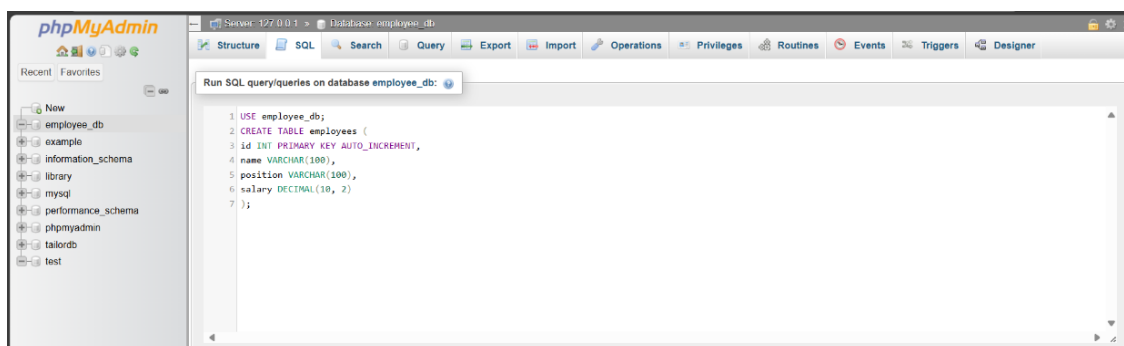 phpMyAdmin
Recent Favorites
New
employee_db
example
information_schema
library
mysql
performance_schema
phpmyadmin
tailordb
test
Server: 127.0.0.1 » Database: employee_db
Structure SQL Search Query Export Import Operations Privileges Routines Events Triggers Designer
Run SQL query/queries on database employee_db:
1 USE employee_db;
2 CREATE TABLE employees (
3 id INT PRIMARY KEY AUTO_INCREMENT,
4 name VARCHAR(100),
5 position VARCHAR(100),
6 salary DECIMAL(10, 2)
7 );